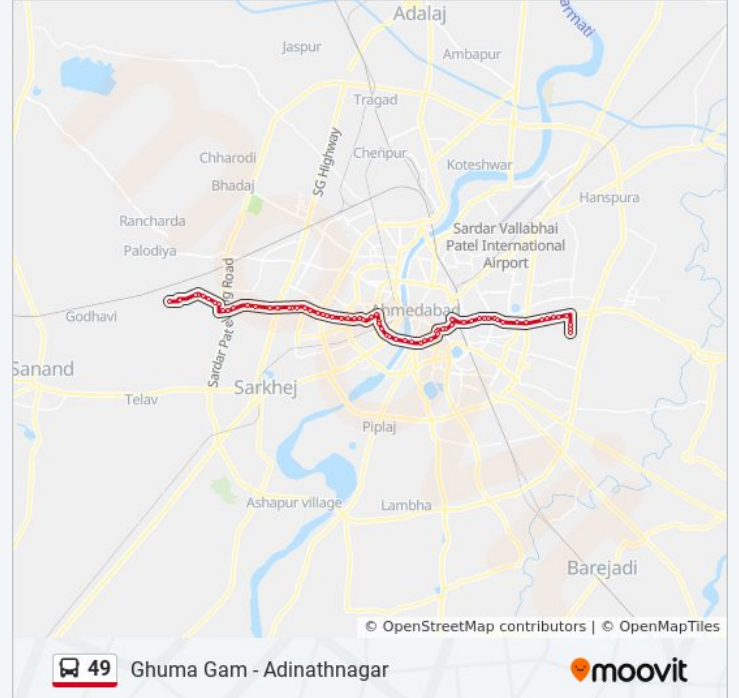 Adalaj
armati
Jaspur
Ambapur
Tragad
SG Highway
Chenpur
Chharodi
Koteshwar
Bhadaj
Hanspura
Rancharda
Sardar Vallabhai
Patel International
Airport
Palodiya
Godhavi
Ahmedabad
Sardar Pat
g Road
Sanand
Sarkhej
Telav
Piplaj
Ashapur village
Lambha
Barejadi
© OpenStreetMap contributors | © OpenMapTiles
49 Ghuma Gam - Adinathnagar
moovit